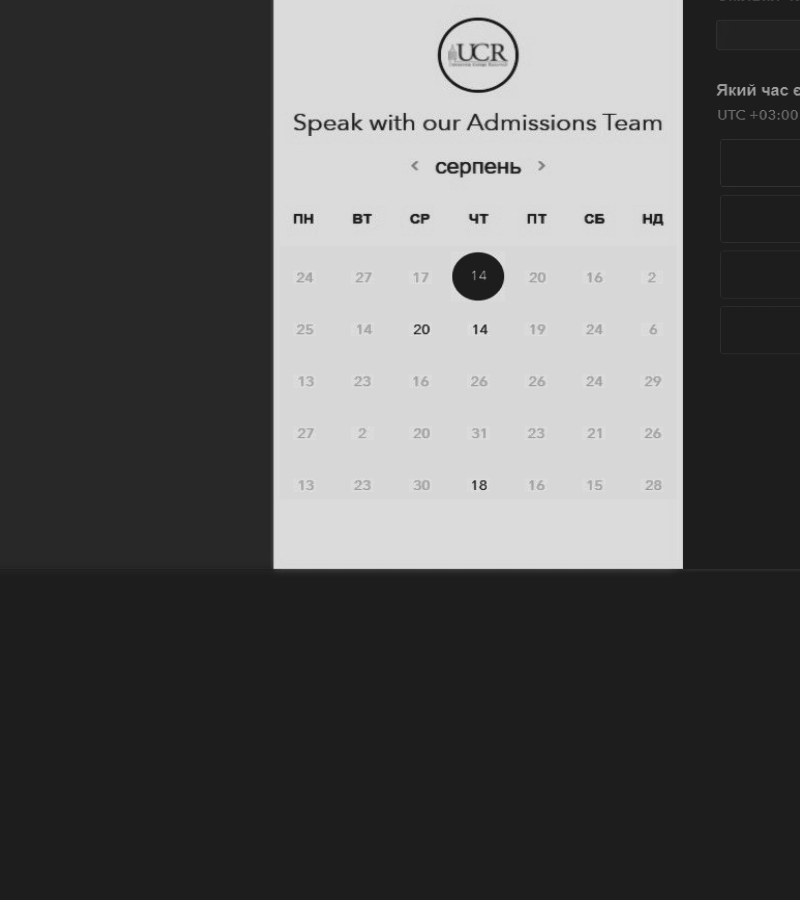 UCR
Speak with our Admissions Team
< серпень >
ПН ВТ СР ЧТ ПТ СБ НД
24 27 17 14 20 16 2
25 14 20 14 19 24 6
13 23 16 26 26 24 29
27 2 20 31 23 21 26
13 23 30 18 16 15 28
Який час є
UTC +03:00